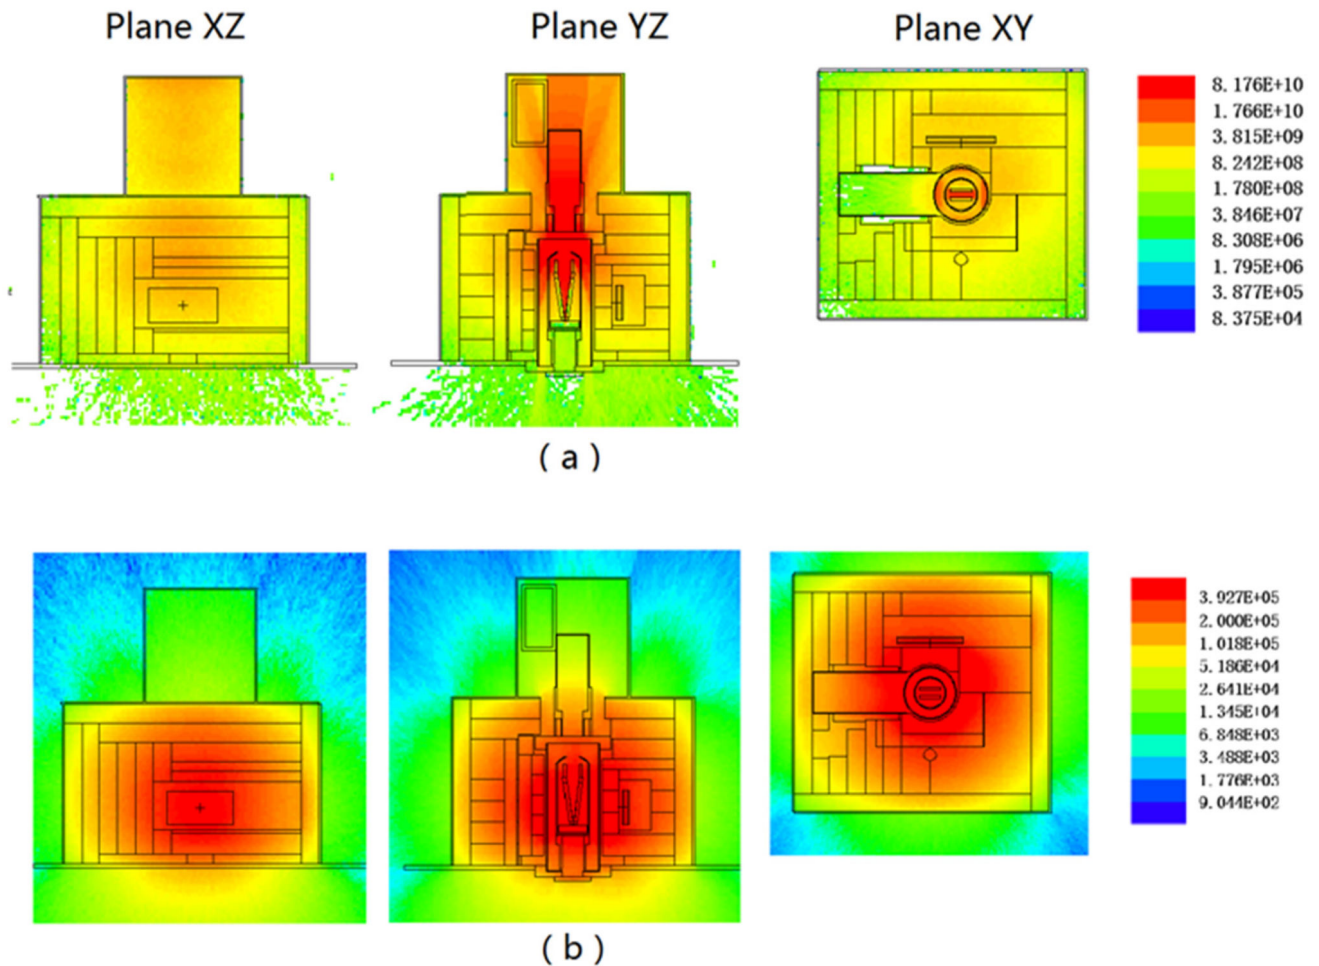 Plane XZ
Plane YZ
Plane XY
8.176E+10
1.766E+10
3.815E+09
8.242E+08
1.780E+08
3.846E+07
8.308E+06
1.795E+06
3.877E+05
8.375E+04
( a )
3.927E+05
2.000E+05
1.018E+05
5.186E+04
2.641E+04
1.345E+04
6.848E+03
3.488E+03
1.776E+03
9.044E+02
( b )